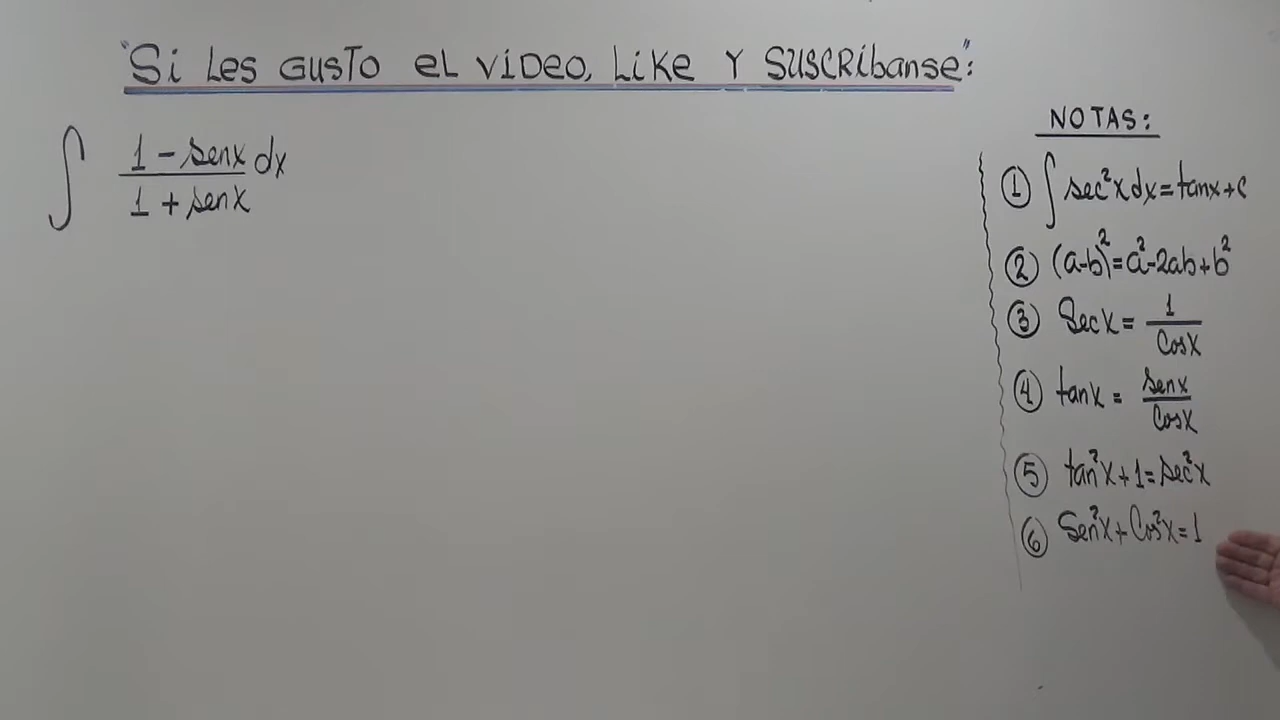 "Si Les GUSTO eL VIDEO, Like Y SUSCRÍbanse":
∫ (1 - senx)/(1 + senx) dx
NOTAS:
① ∫ sec²x dx = tanx + c
② (a-b)² = a² - 2ab + b²
③ Secx = 1/Cosx
④ tanx = senx/Cosx
⑤ tan²x + 1 = sec²x
⑥ Sen²x + Cos²x = 1